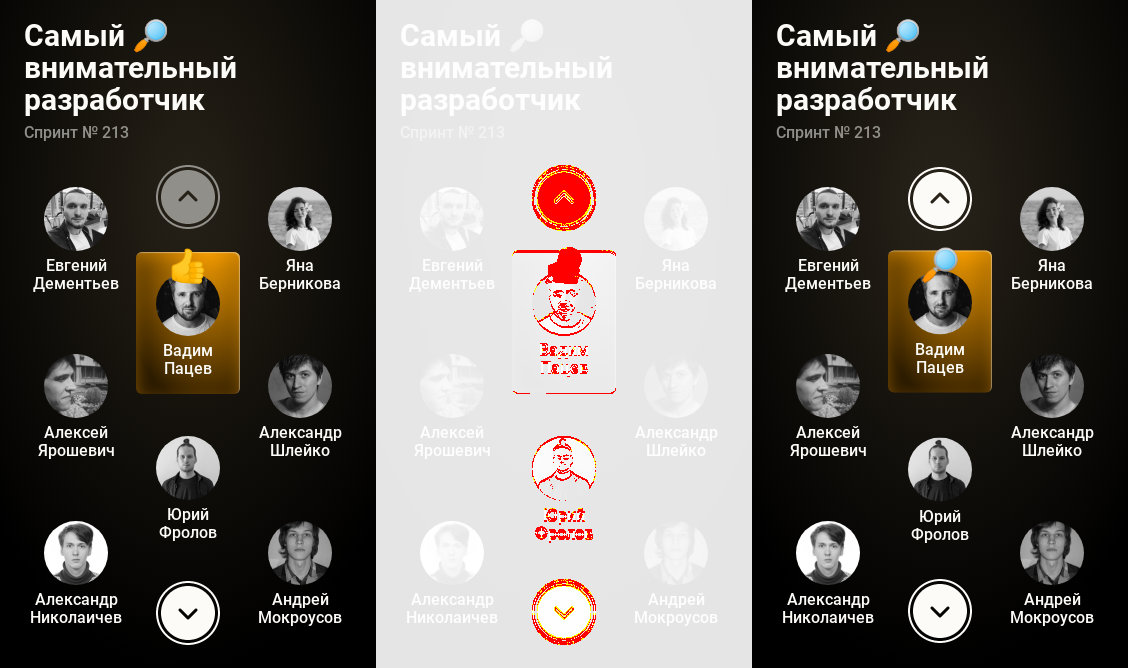 Самый 🔎
внимательный
разработчик
Спринт № 213
Евгений
Дементьев
Яна
Берникова
Вадим
Пацев
Алексей
Ярошевич
Александр
Шлейко
Юрий
Фролов
Александр
Николаичев
Андрей
Мокроусов
Самый 🔎
внимательный
разработчик
Спринт № 213
Евгений
Дементьев
Яна
Берникова
Вадим
Пацев
Алексей
Ярошевич
Александр
Шлейко
Юрий
Фролов
Александр
Николаичев
Андрей
Мокроусов
Самый 🔎
внимательный
разработчик
Спринт № 213
Евгений
Дементьев
Яна
Берникова
Вадим
Пацев
Алексей
Ярошевич
Александр
Шлейко
Юрий
Фролов
Александр
Николаичев
Андрей
Мокроусов